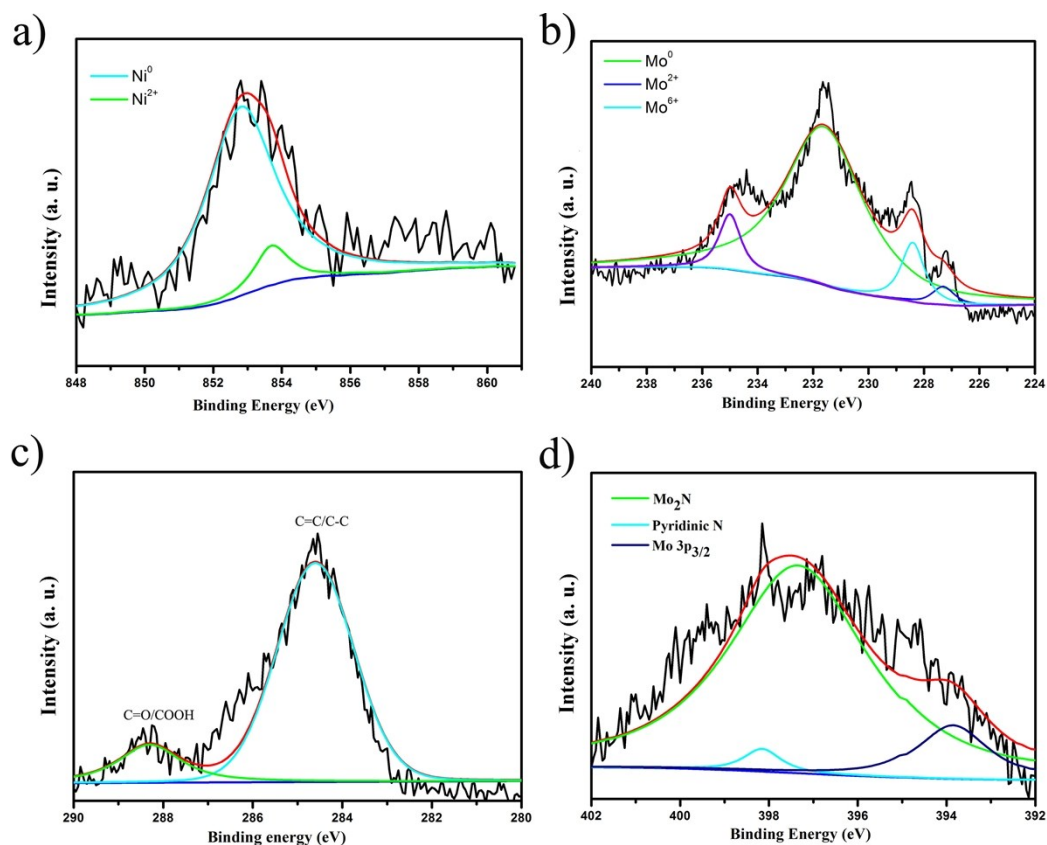 a)
Ni⁰
Ni²⁺
Intensity (a. u.)
848 850 852 854 856 858 860
Binding Energy (eV)
b)
Mo⁰
Mo²⁺
Mo⁶⁺
Intensity (a. u.)
240 238 236 234 232 230 228 226 224
Binding Energy (eV)
c)
C=C/C-C
C=O/COOH
Intensity (a. u.)
290 288 286 284 282 280
Binding energy (eV)
d)
Mo₂N
Pyridinic N
Mo 3p₃/₂
Intensity (a. u.)
402 400 398 396 394 392
Binding Energy (eV)